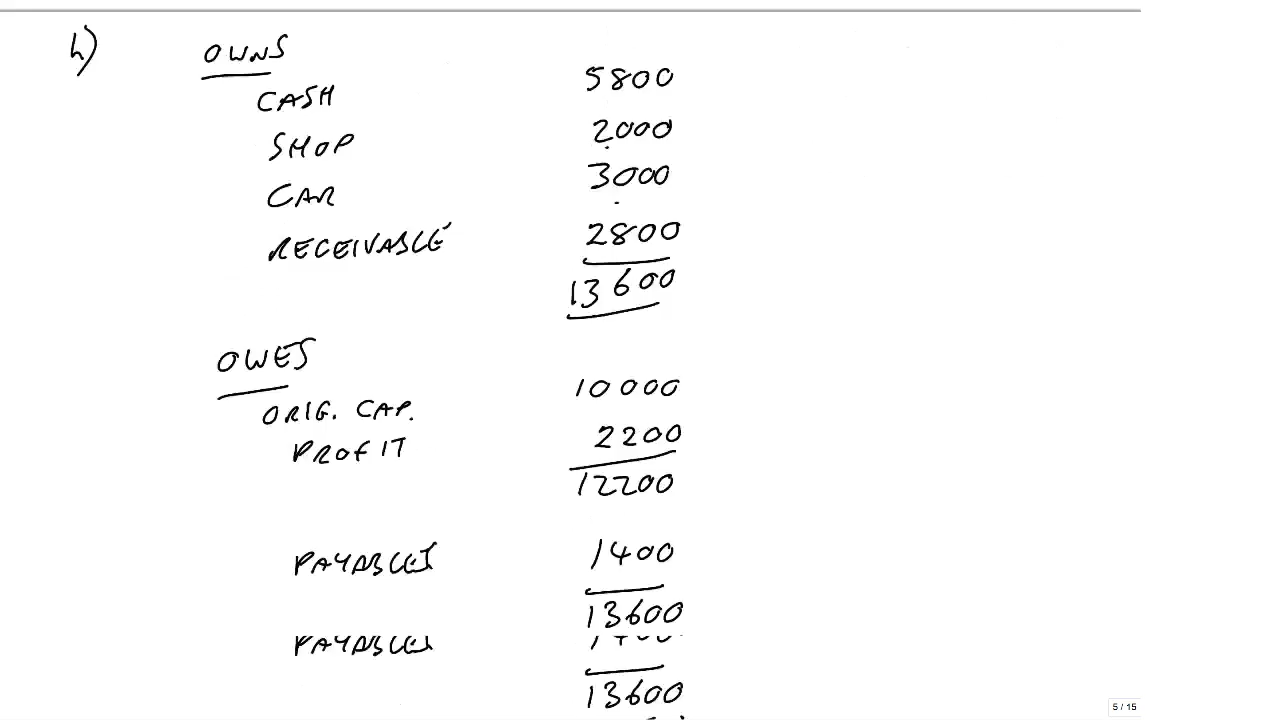 h)
OWNS
CASH 5800
SHOP 2000
CAR 3000
RECEIVABLE 2800
13600
OWES
ORIG. CAP. 10000
PROFIT 2200
12200
PAYABLES 1400
13600
PAYABLES 1400
13600
5 / 15